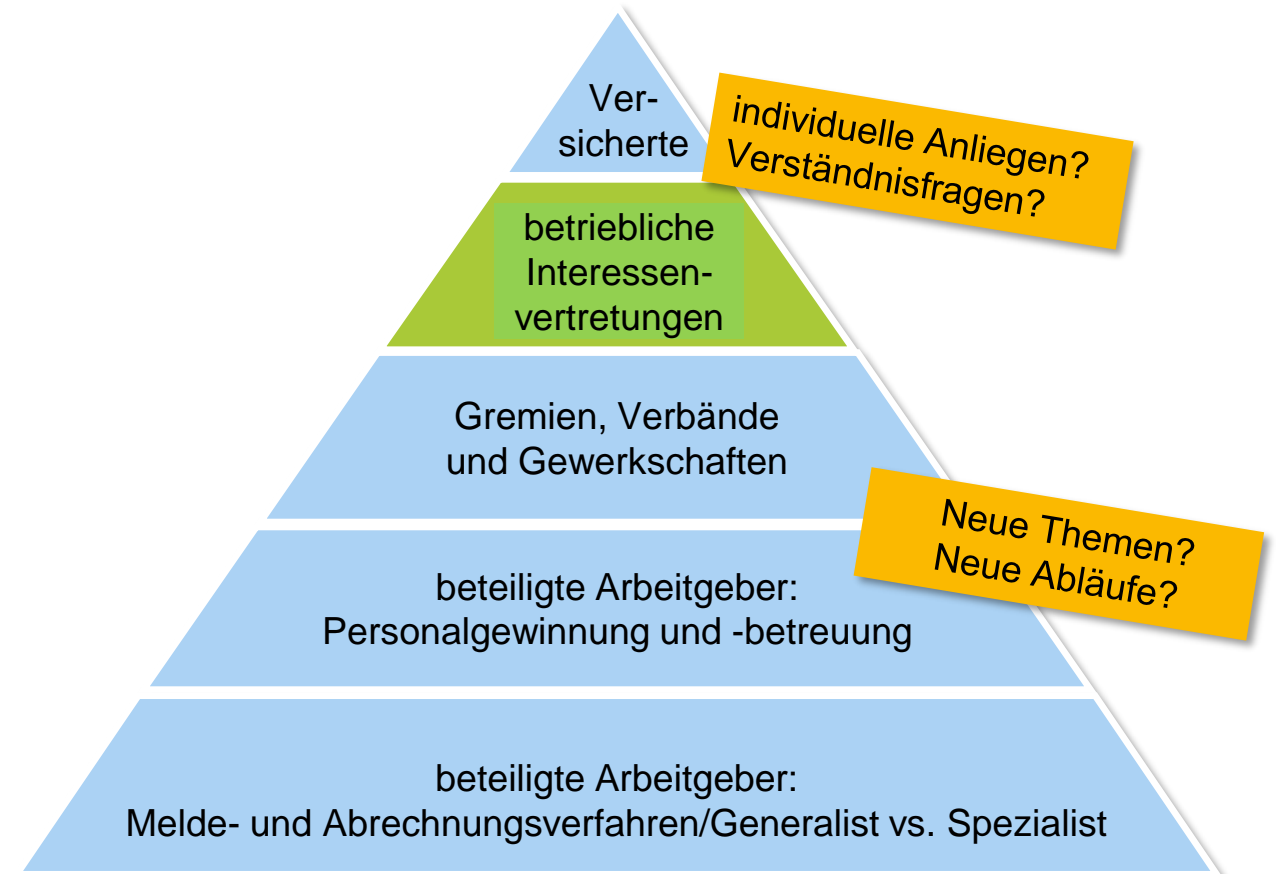 Ver-
sicherte
individuelle Anliegen?
Verständnisfragen?
betriebliche
Interessen-
vertretungen
Gremien, Verbände
und Gewerkschaften
Neue Themen?
Neue Abläufe?
beteiligte Arbeitgeber:
Personalgewinnung und -betreuung
beteiligte Arbeitgeber:
Melde- und Abrechnungsverfahren/Generalist vs. Spezialist